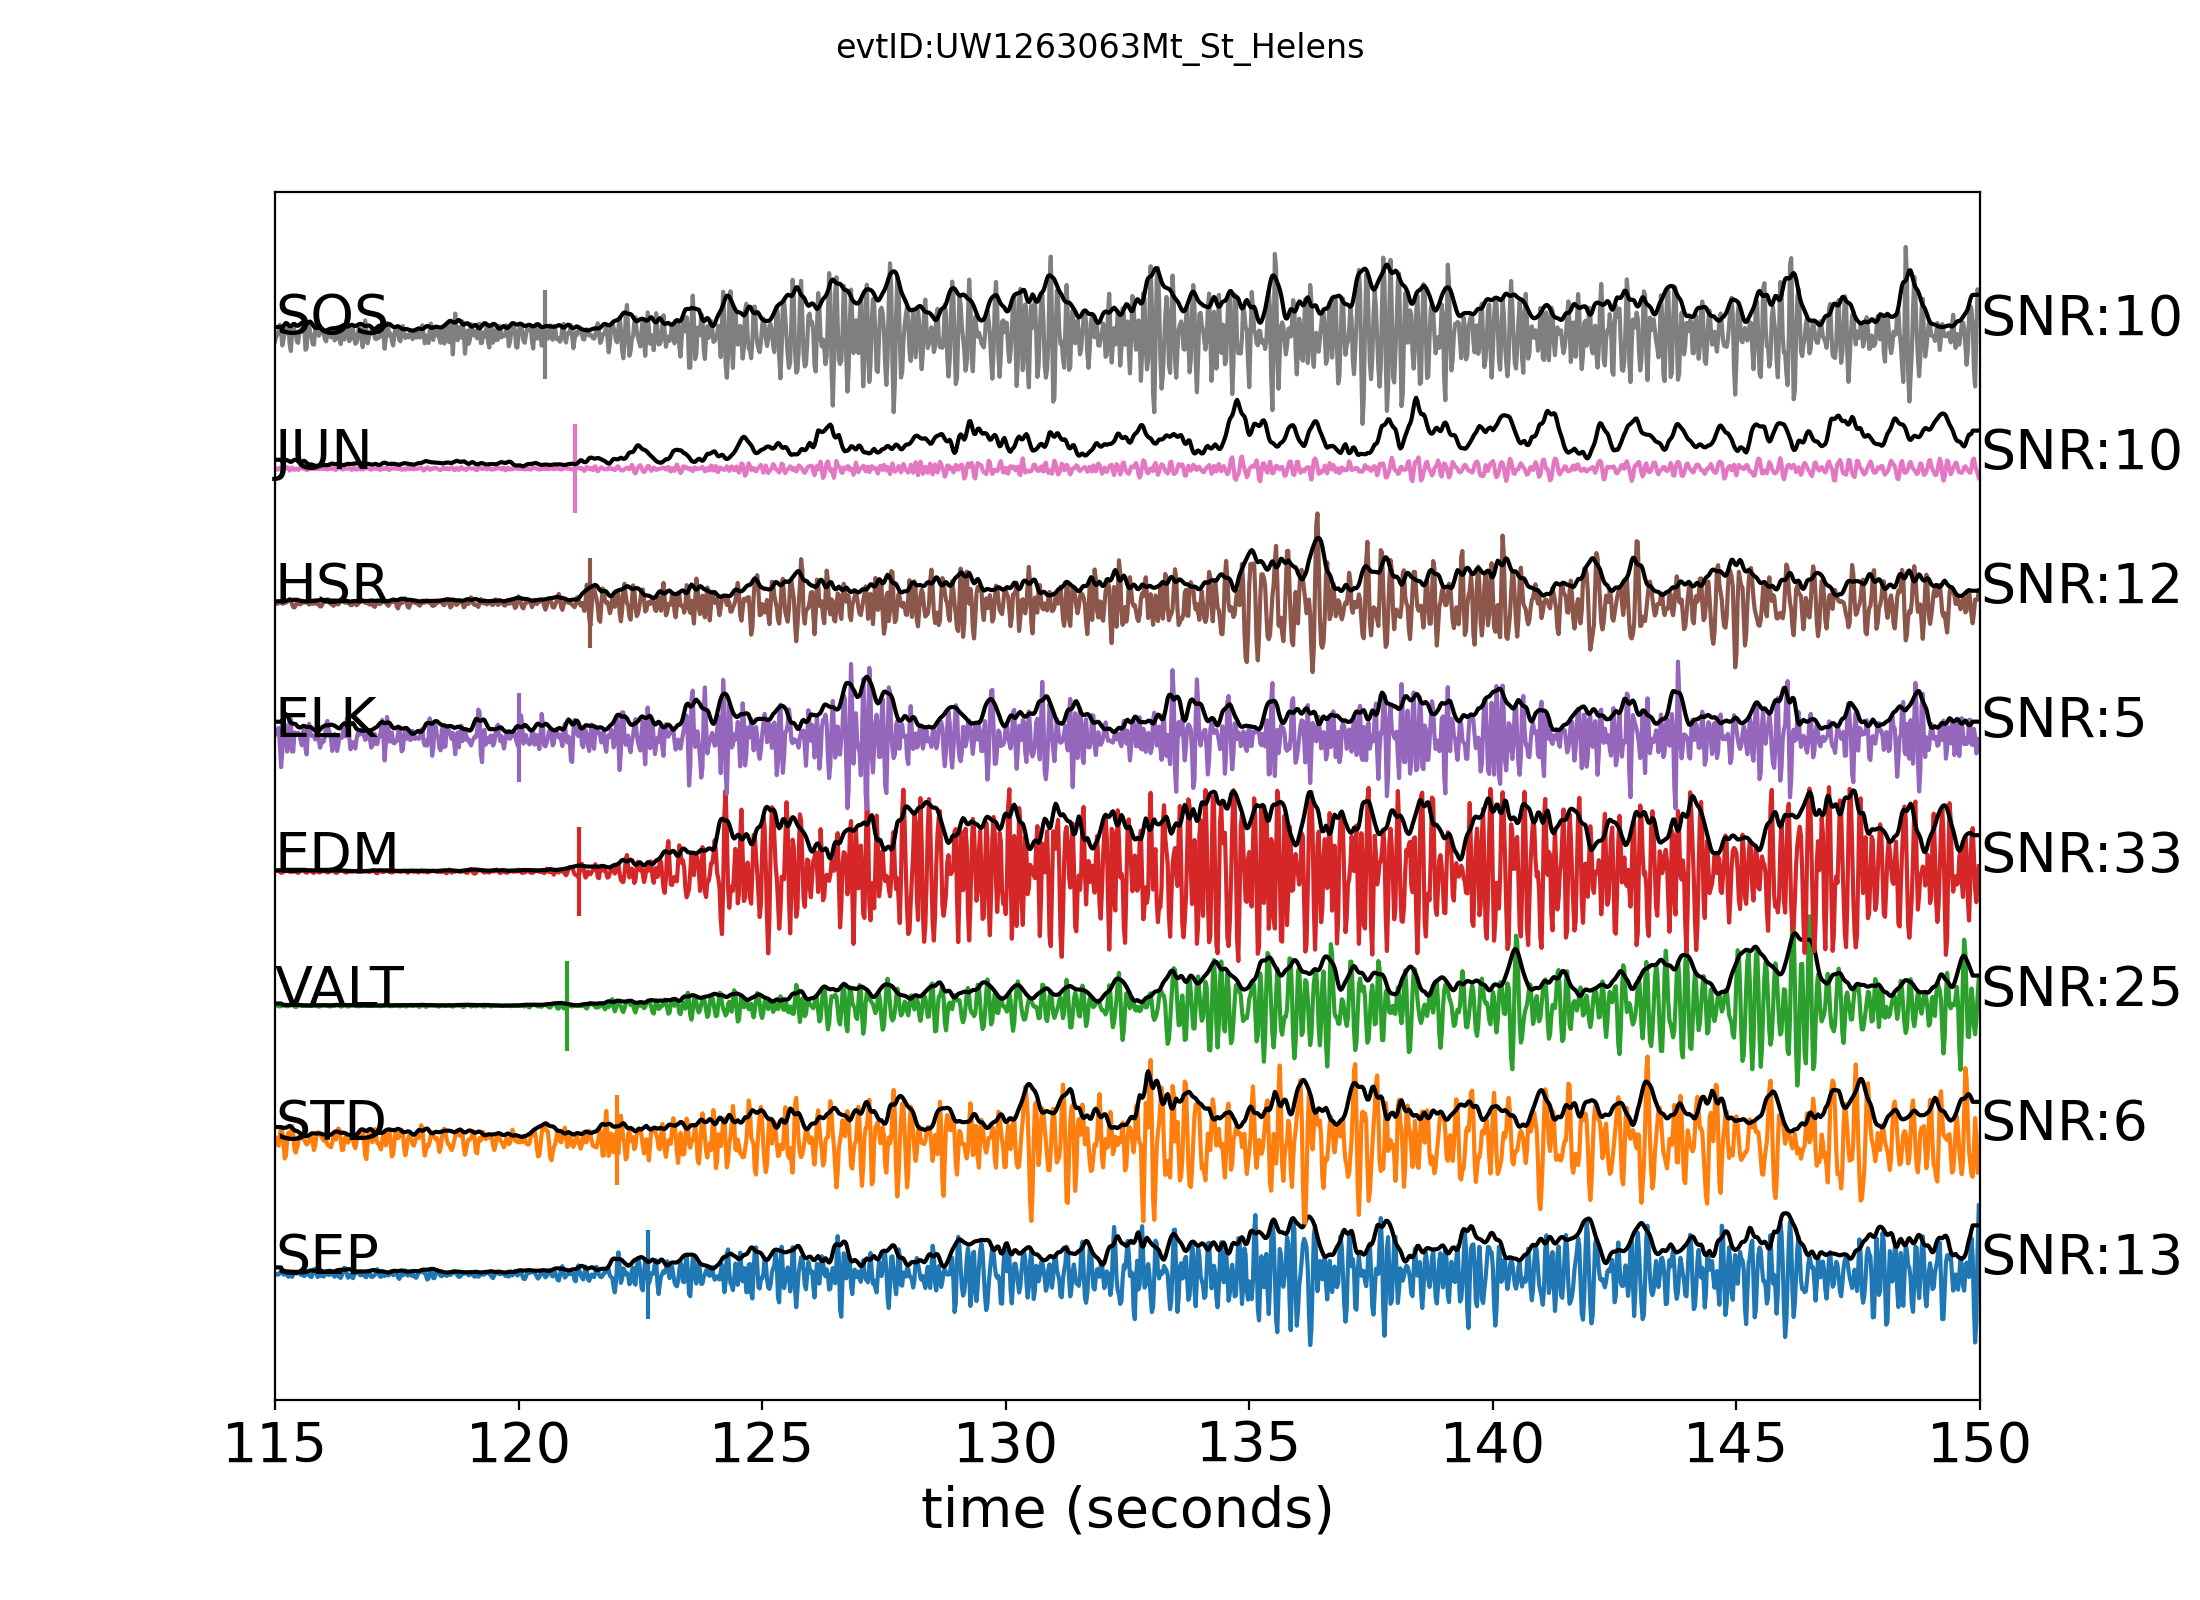 evtID:UW1263063Mt_St_Helens
SOS SNR:10
JUN SNR:10
HSR SNR:12
ELK SNR:5
EDM SNR:33
VALT SNR:25
STD SNR:6
SEP SNR:13
115 120 125 130 135 140 145 150
time (seconds)